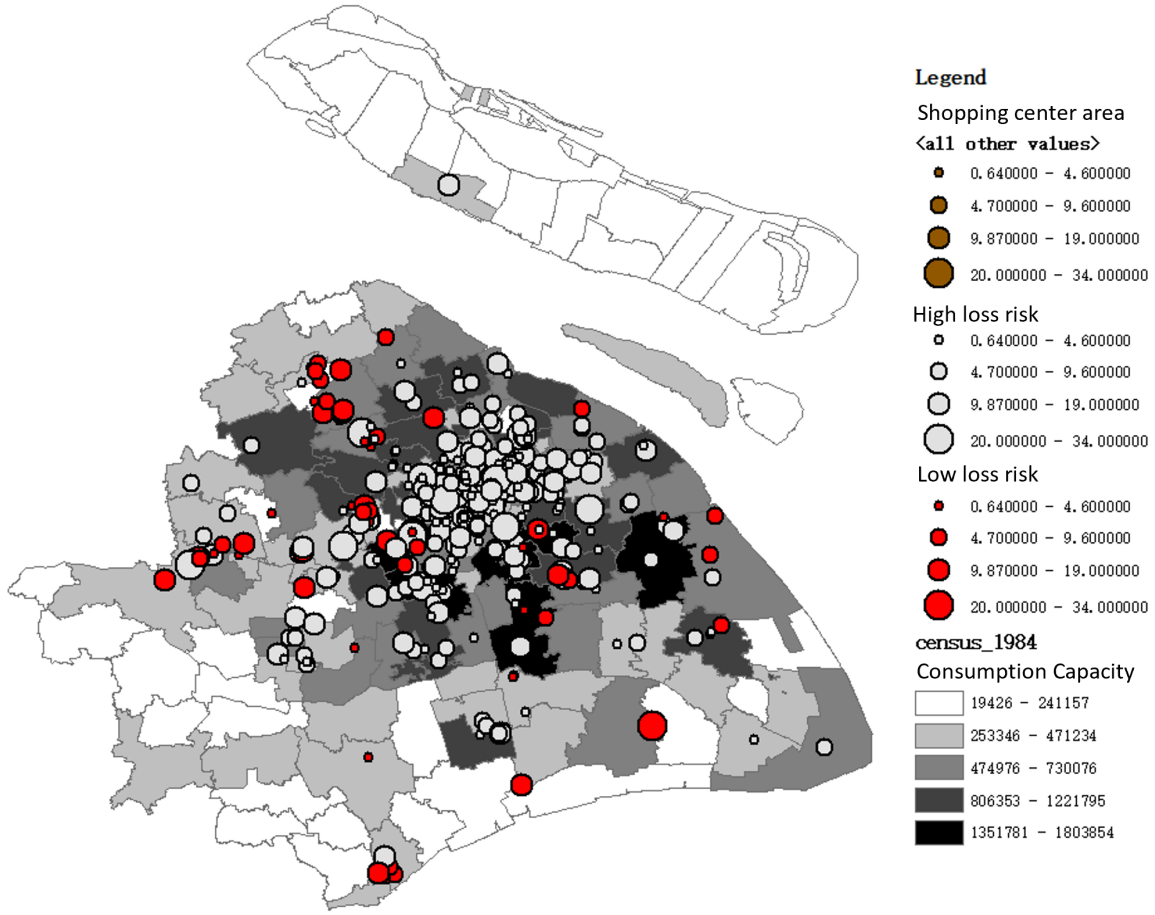 Legend
Shopping center area
<all other values>
0.640000 - 4.600000
4.700000 - 9.600000
9.870000 - 19.000000
20.000000 - 34.000000
High loss risk
0.640000 - 4.600000
4.700000 - 9.600000
9.870000 - 19.000000
20.000000 - 34.000000
Low loss risk
0.640000 - 4.600000
4.700000 - 9.600000
9.870000 - 19.000000
20.000000 - 34.000000
census_1984
Consumption Capacity
19426 - 241157
253346 - 471234
474976 - 730076
806353 - 1221795
1351781 - 1803854